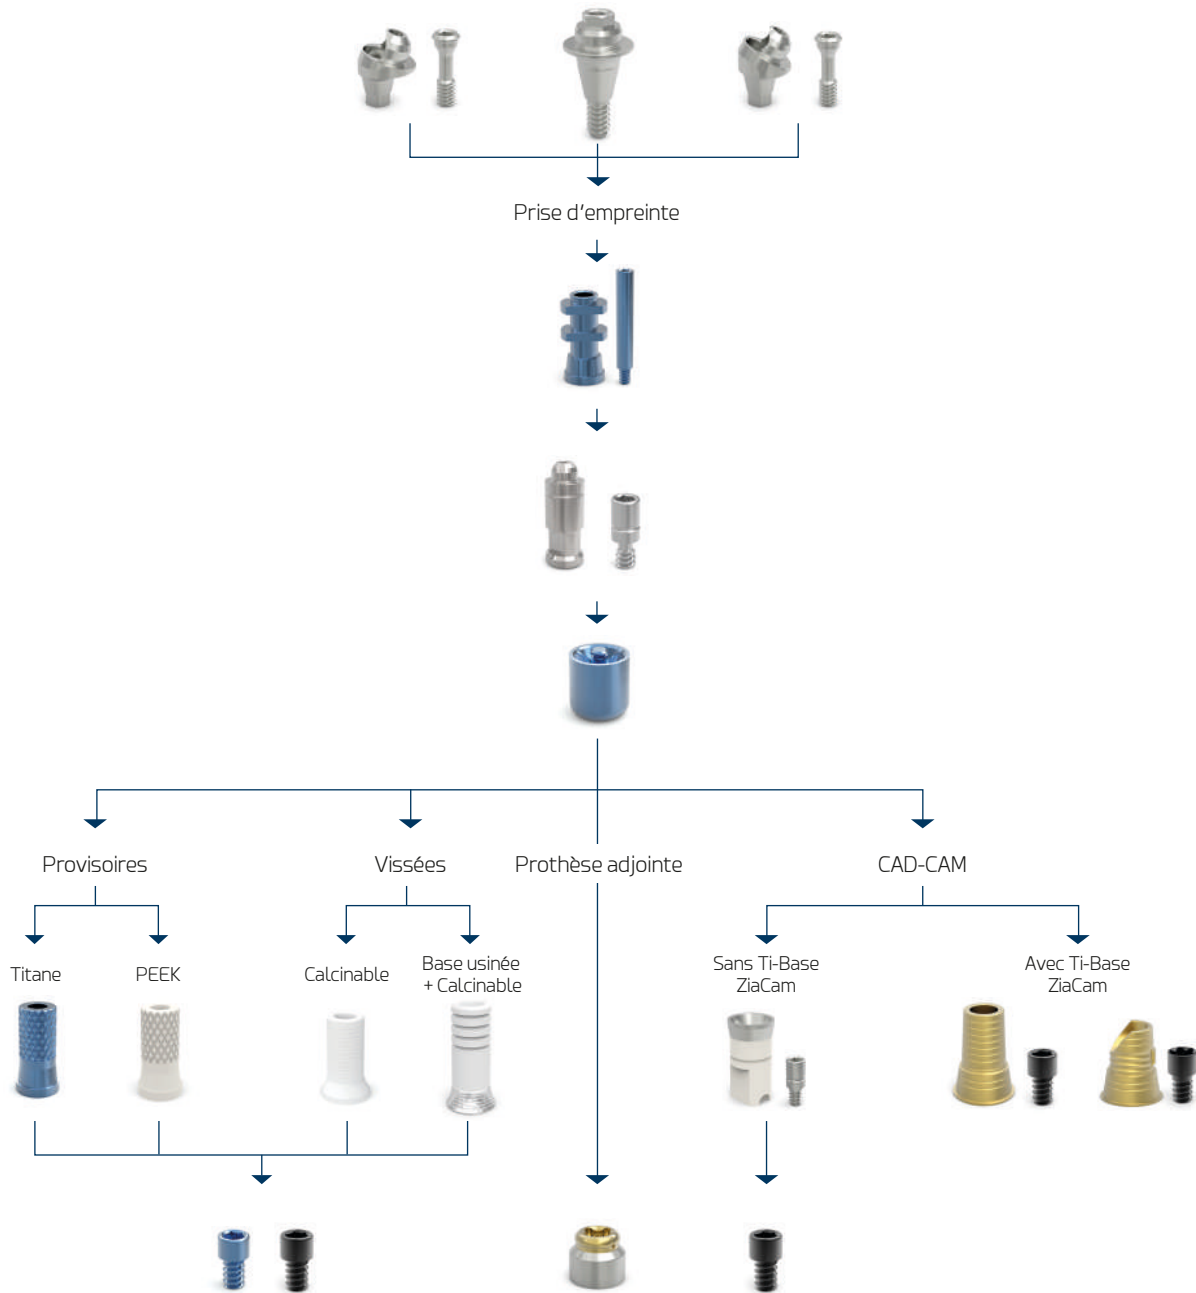 Prise d'empreinte
Provisoires
Vissées
Prothèse adjointe
CAD-CAM
Titane
PEEK
Calcinable
Base usinée
+ Calcinable
Sans Ti-Base
ZiaCam
Avec Ti-Base
ZiaCam